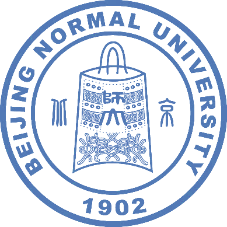 BEIJING NORMAL UNIVERSITY
北 京
師大
1902